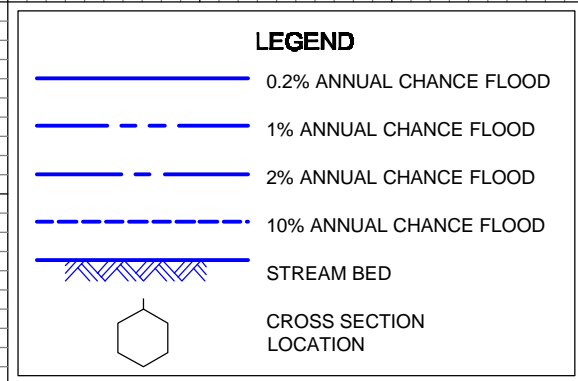 LEGEND
0.2% ANNUAL CHANCE FLOOD
1% ANNUAL CHANCE FLOOD
2% ANNUAL CHANCE FLOOD
10% ANNUAL CHANCE FLOOD
STREAM BED
CROSS SECTION
LOCATION